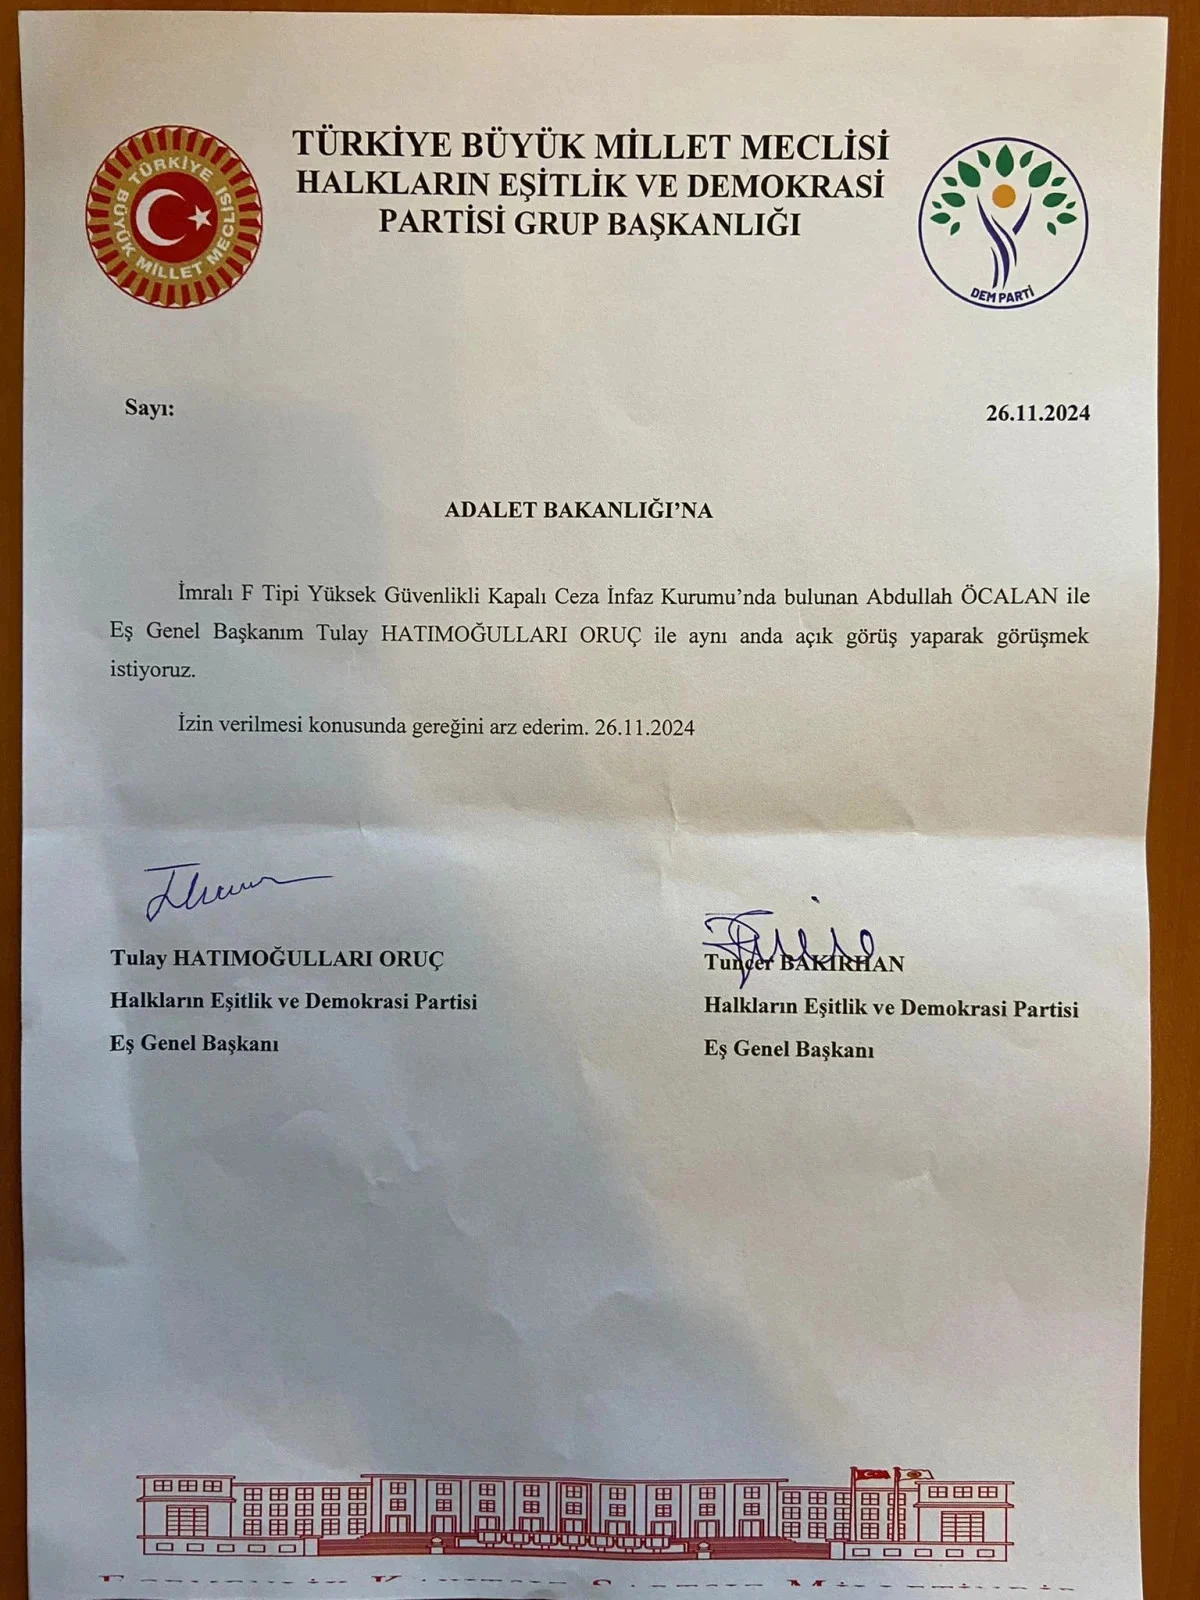 TÜRKİYE BÜYÜK MİLLET MECLİSİ
HALKLARIN EŞİTLİK VE DEMOKRASİ
PARTİSİ GRUP BAŞKANLIĞI
TÜRKİYE
BÜYÜK MİLLET MECLİSİ
DEM PARTİ
Sayı:
26.11.2024
ADALET BAKANLIĞI’NA
İmralı F Tipi Yüksek Güvenlikli Kapalı Ceza İnfaz Kurumu’nda bulunan Abdullah ÖCALAN ile
Eş Genel Başkanım Tulay HATIMOĞULLARI ORUÇ ile aynı anda açık görüş yaparak görüşmek
istiyoruz.
İzin verilmesi konusunda gereğini arz ederim. 26.11.2024
Tulay HATIMOĞULLARI ORUÇ
Halkların Eşitlik ve Demokrasi Partisi
Eş Genel Başkanı
Tunçer BAKIRHAN
Halkların Eşitlik ve Demokrasi Partisi
Eş Genel Başkanı